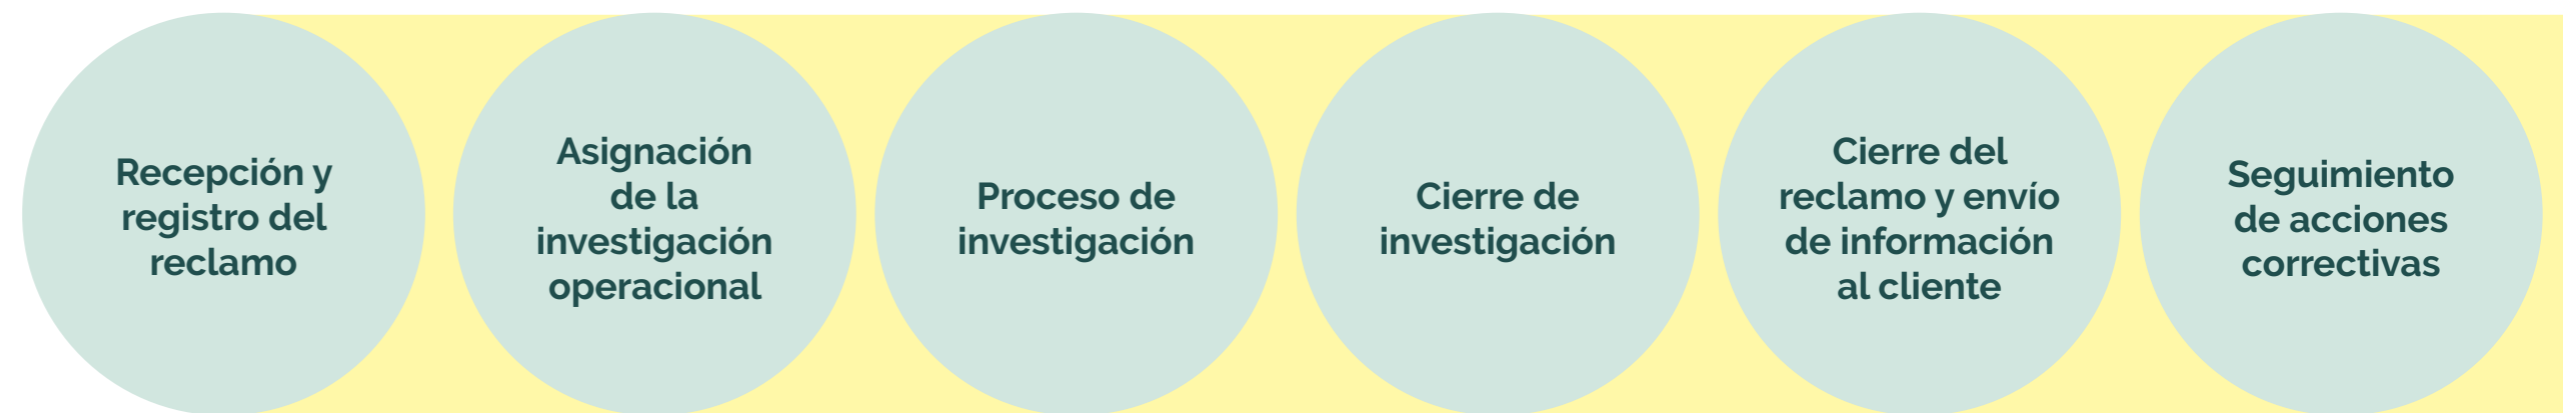 Recepción y
registro del
reclamo
Asignación
de la
investigación
operacional
Proceso de
investigación
Cierre de
investigación
Cierre del
reclamo y envío
de información
al cliente
Seguimiento
de acciones
correctivas